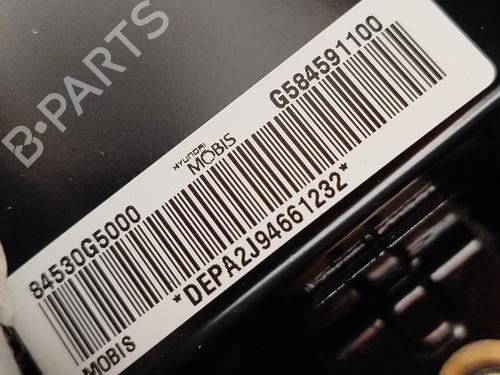 B-PARTS
84530G5000
G584591100
HYUNDAI
MOBIS
*DEPA2J94661232*
MOBIS